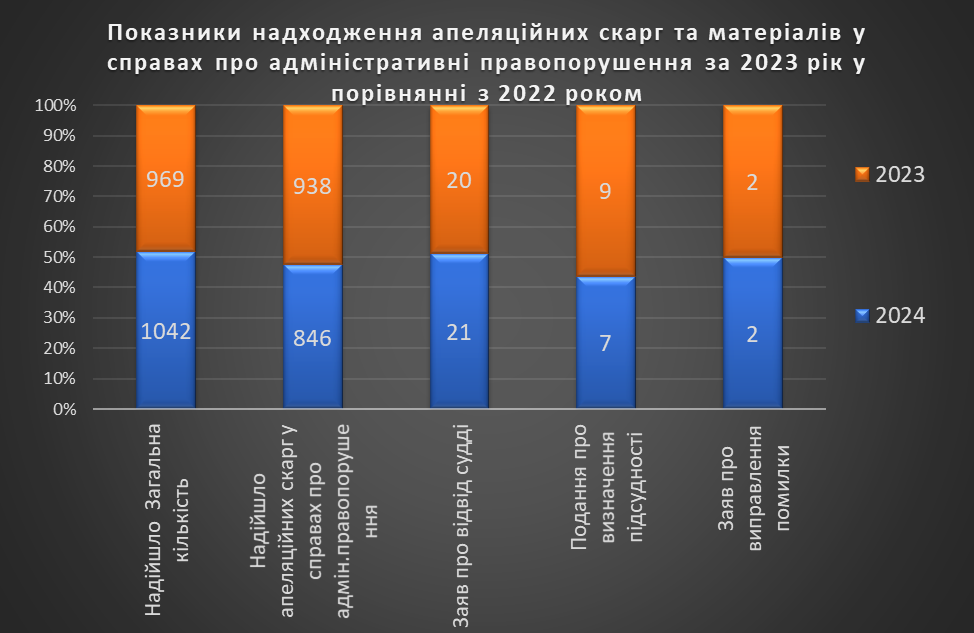 Показники надходження апеляційних скарг та матеріалів у
справах про адміністративні правопорушення за 2023 рік у
порівнянні з 2022 роком
100%
90%
80%
70%
60%
50%
40%
30%
20%
10%
0%
969
938
20
9
2
1042
846
21
7
2
2023
2024
Надійшло Загальна
кількість
Надійшло
апеляційних скарг у
справах про
адмін.правопоруше
ння
Заяв про відвід судді
Подання про
визначення
підсудності
Заяв про
виправлення
помилки